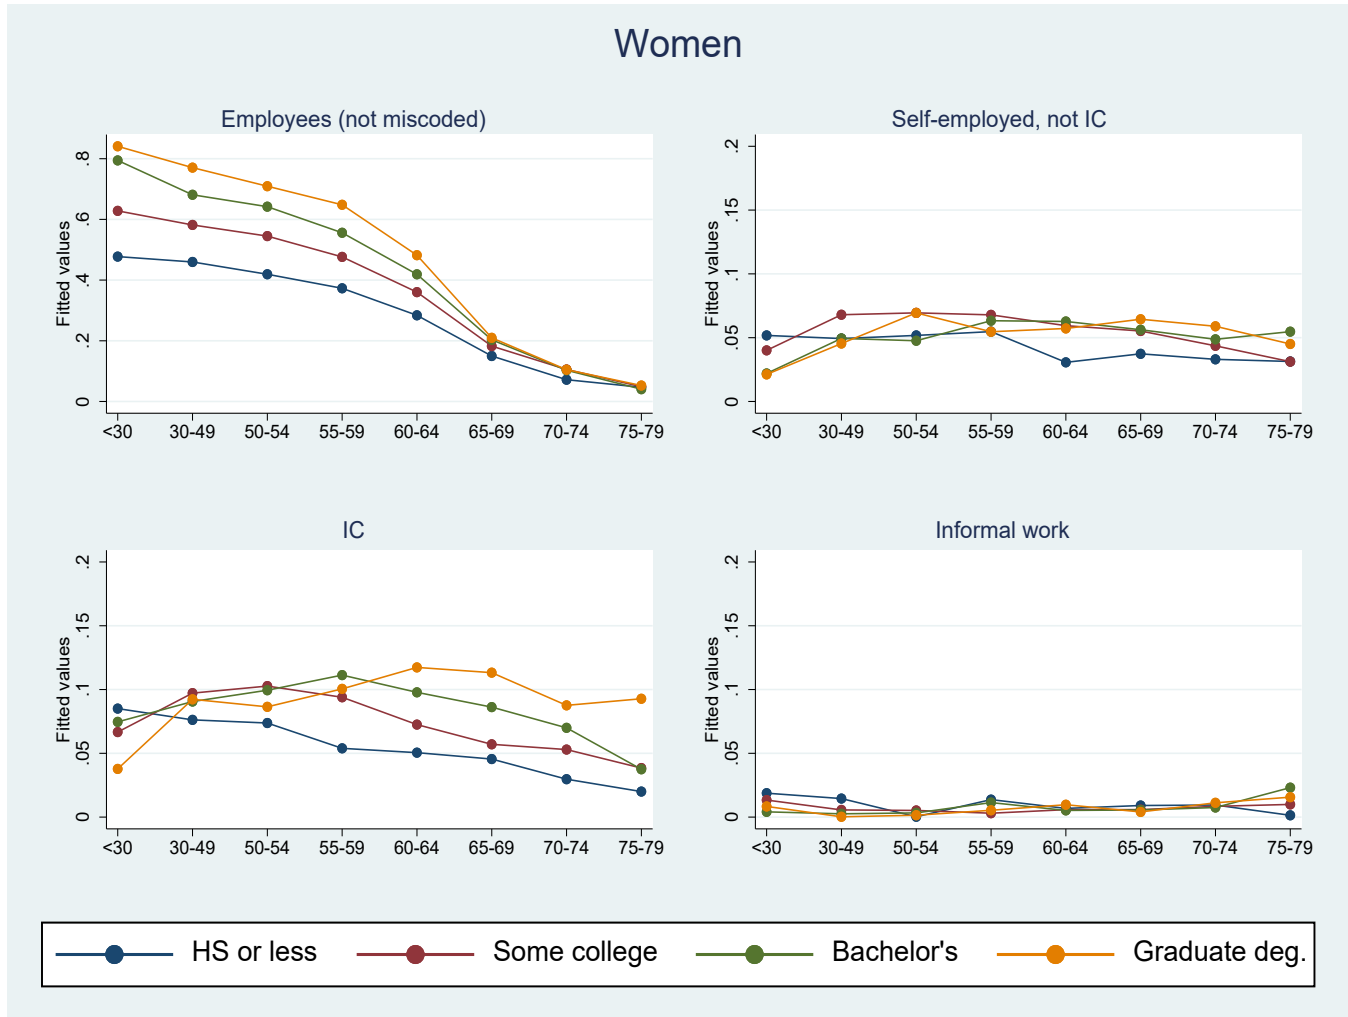 Women
Employees (not miscoded)
Fitted values
.8
.6
.4
.2
0
<30 30-49 50-54 55-59 60-64 65-69 70-74 75-79
Self-employed, not IC
Fitted values
.2
.15
.1
.05
0
<30 30-49 50-54 55-59 60-64 65-69 70-74 75-79
IC
Fitted values
.2
.15
.1
.05
0
<30 30-49 50-54 55-59 60-64 65-69 70-74 75-79
Informal work
Fitted values
.2
.15
.1
.05
0
<30 30-49 50-54 55-59 60-64 65-69 70-74 75-79
HS or less Some college Bachelor's Graduate deg.